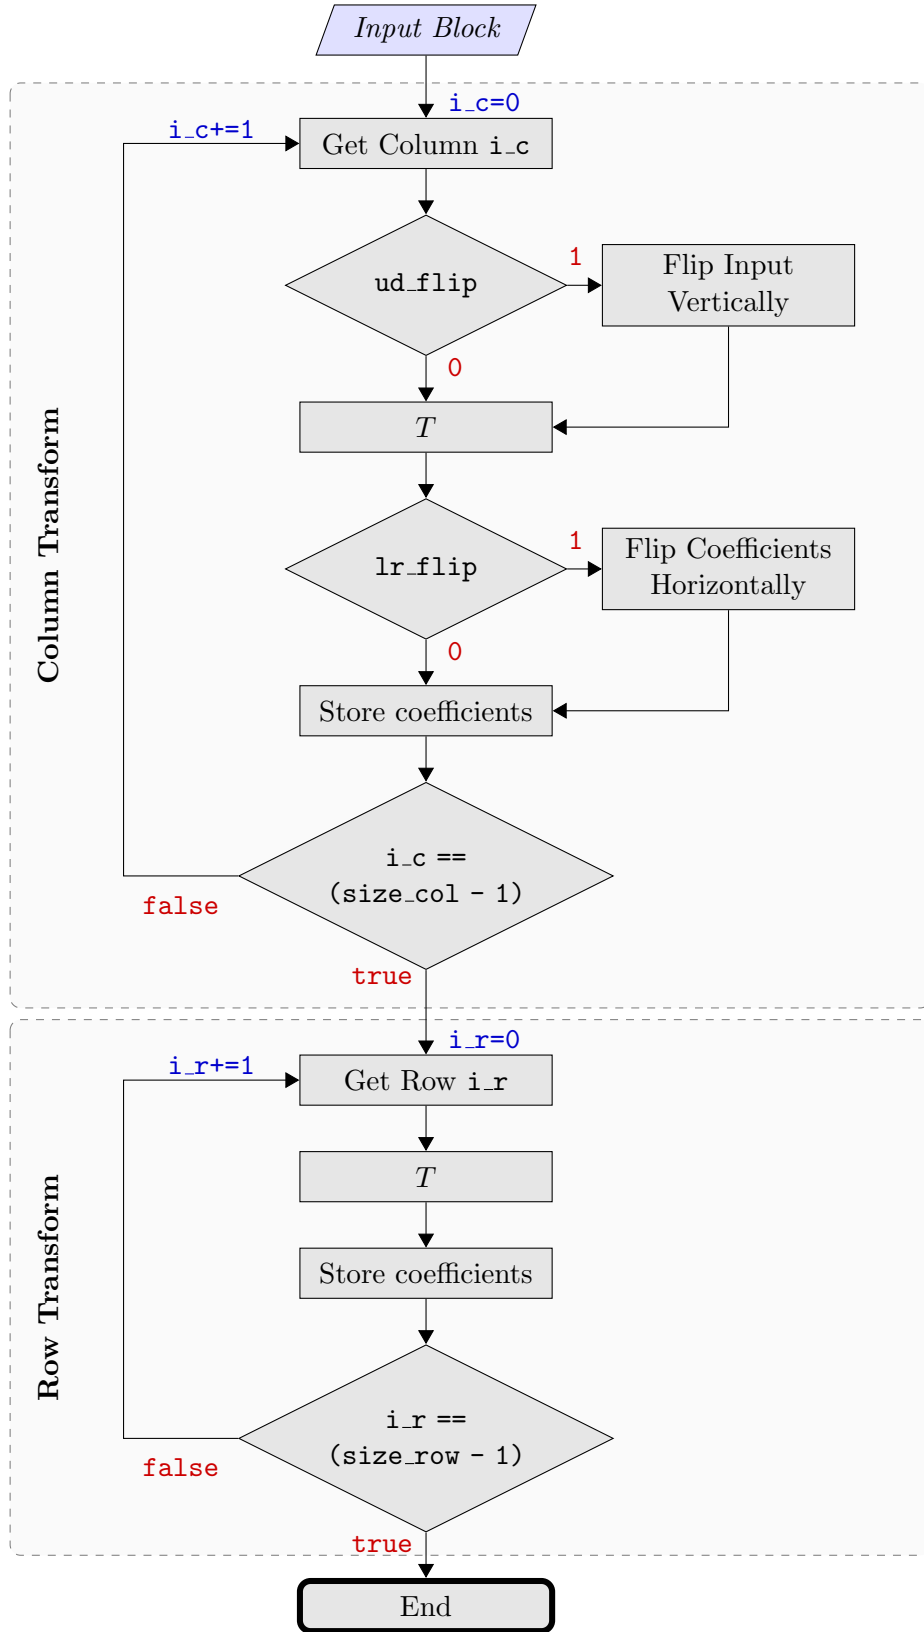 Input Block
i_c=0
i_c+=1
Get Column i_c
ud_flip
1
Flip Input
Vertically
0
T
Column Transform
lr_flip
1
Flip Coefficients
Horizontally
0
Store coefficients
i_c ==
(size_col - 1)
false
true
i_r=0
i_r+=1
Get Row i_r
T
Row Transform
Store coefficients
i_r ==
(size_row - 1)
false
true
End